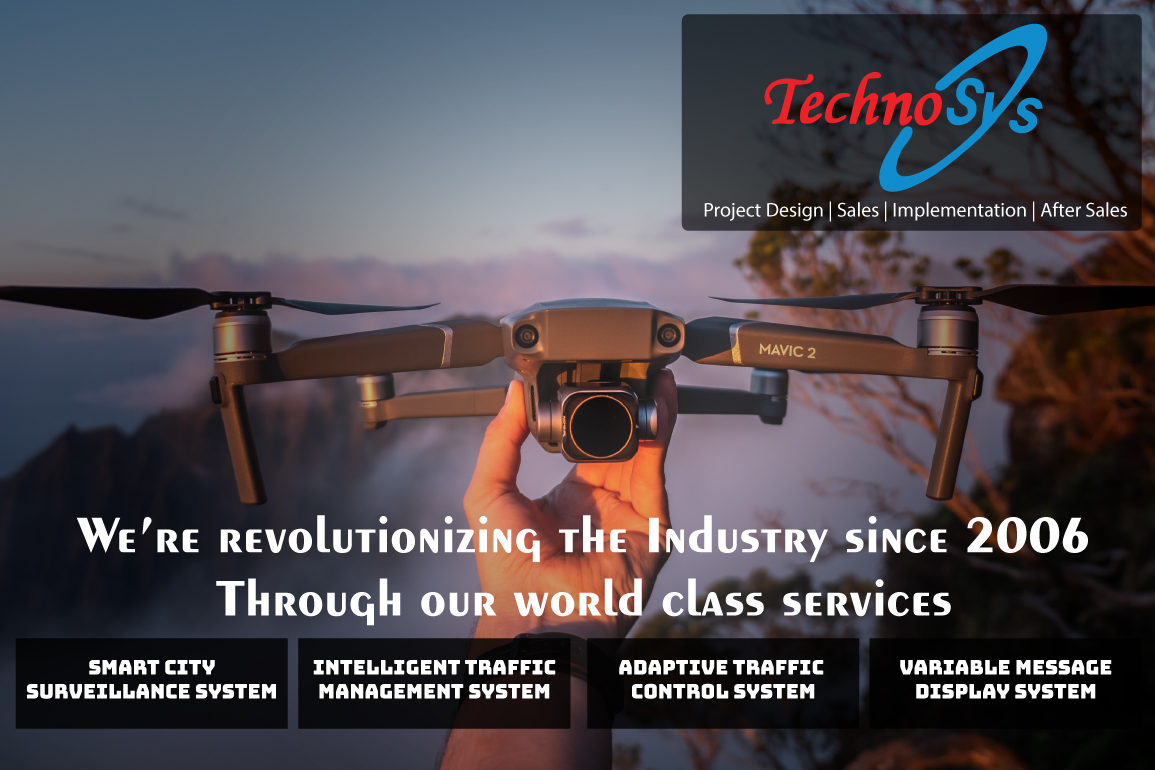 TechnoSys
Project Design | Sales | Implementation | After Sales
MAVIC 2
We're revolutionizing the Industry since 2006
Through our world class services
SMART CITY
SURVEILLANCE SYSTEM
INTELLIGENT TRAFFIC
MANAGEMENT SYSTEM
ADAPTIVE TRAFFIC
CONTROL SYSTEM
VARIABLE MESSAGE
DISPLAY SYSTEM